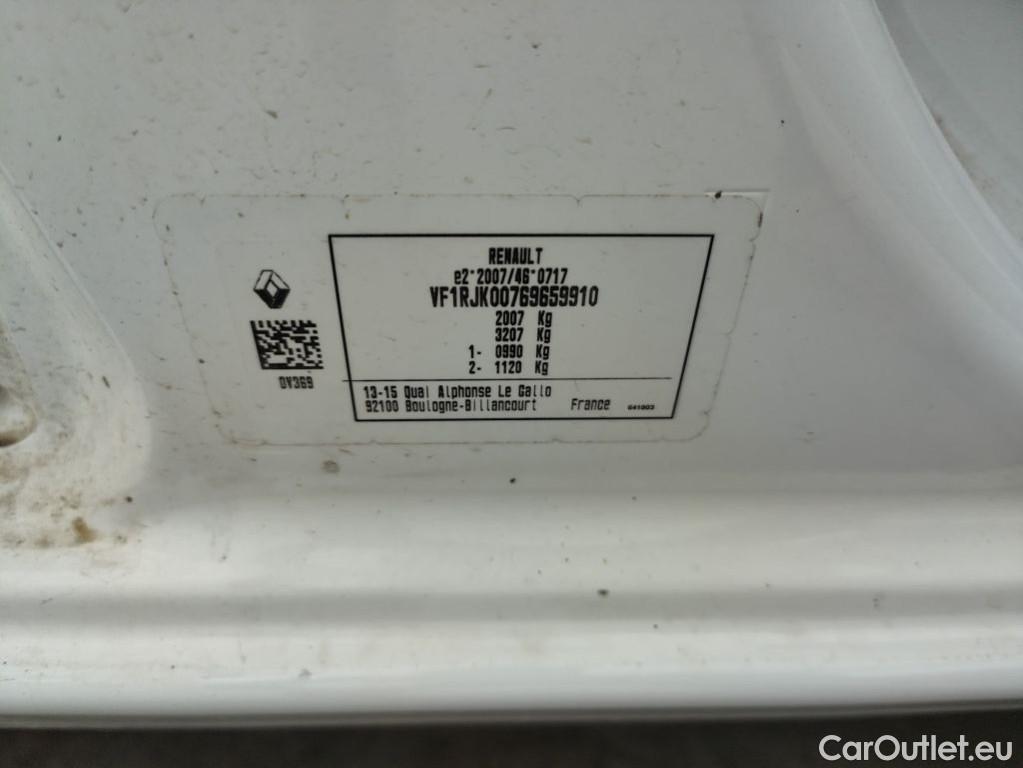 RENAULT
e2*2007/46*0717
VF1RJK00769659910
2007 Kg
3207 Kg
1- 0990 Kg
2- 1120 Kg
0V369
13-15 Quai Alphonse Le Gallo
92100 Boulogne-Billancourt France
CarOutlet.eu